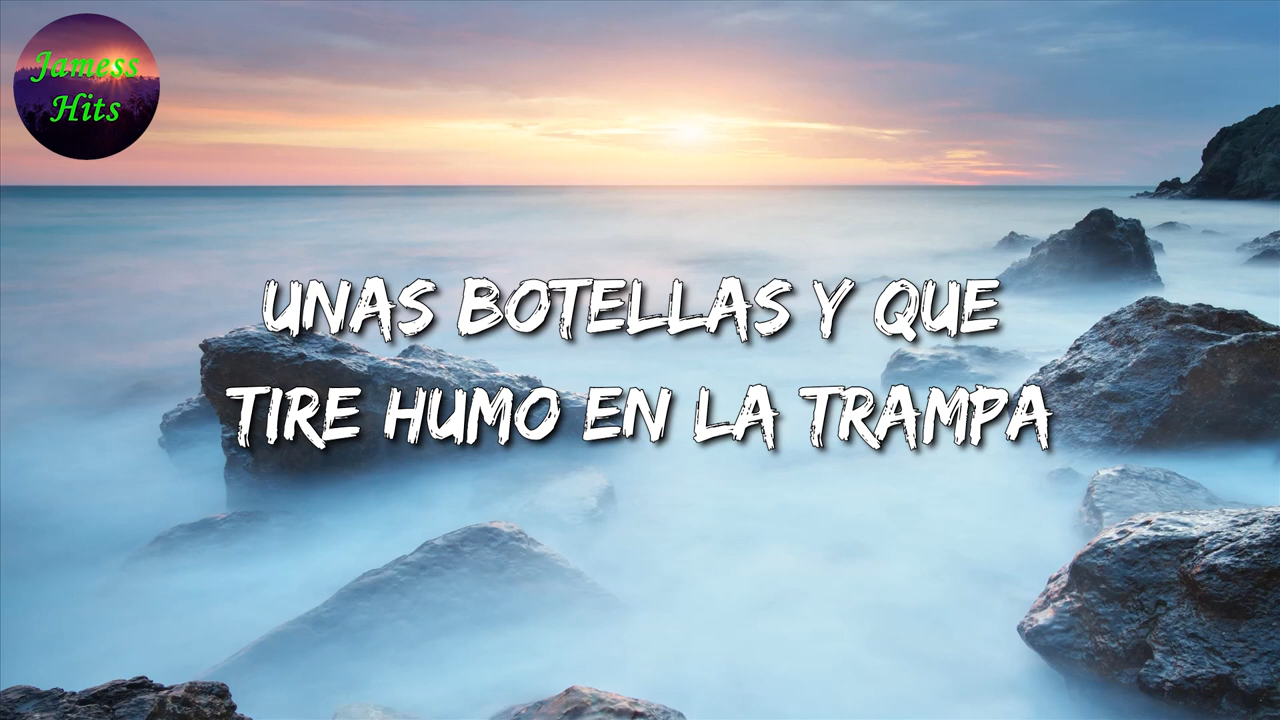 Jamess
Hits
UNAS BOTELLAS Y QUE
TIRE HUMO EN LA TRAMPA